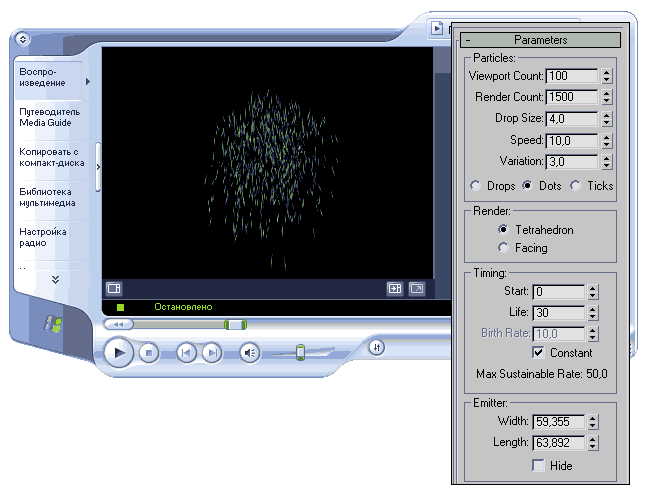 Воспро-
изведение
Путеводитель
Media Guide
Копировать с
компакт-диска
Библиотека
мультимедиа
Настройка
радио
Остановлено
Parameters
Particles:
Viewport Count: 100
Render Count: 1500
Drop Size: 4,0
Speed: 10,0
Variation: 3,0
Drops Dots Ticks
Render:
Tetrahedron
Facing
Timing:
Start: 0
Life: 30
Birth Rate: 10,0
Constant
Max Sustainable Rate: 50,0
Emitter:
Width: 59,355
Length: 63,892
Hide